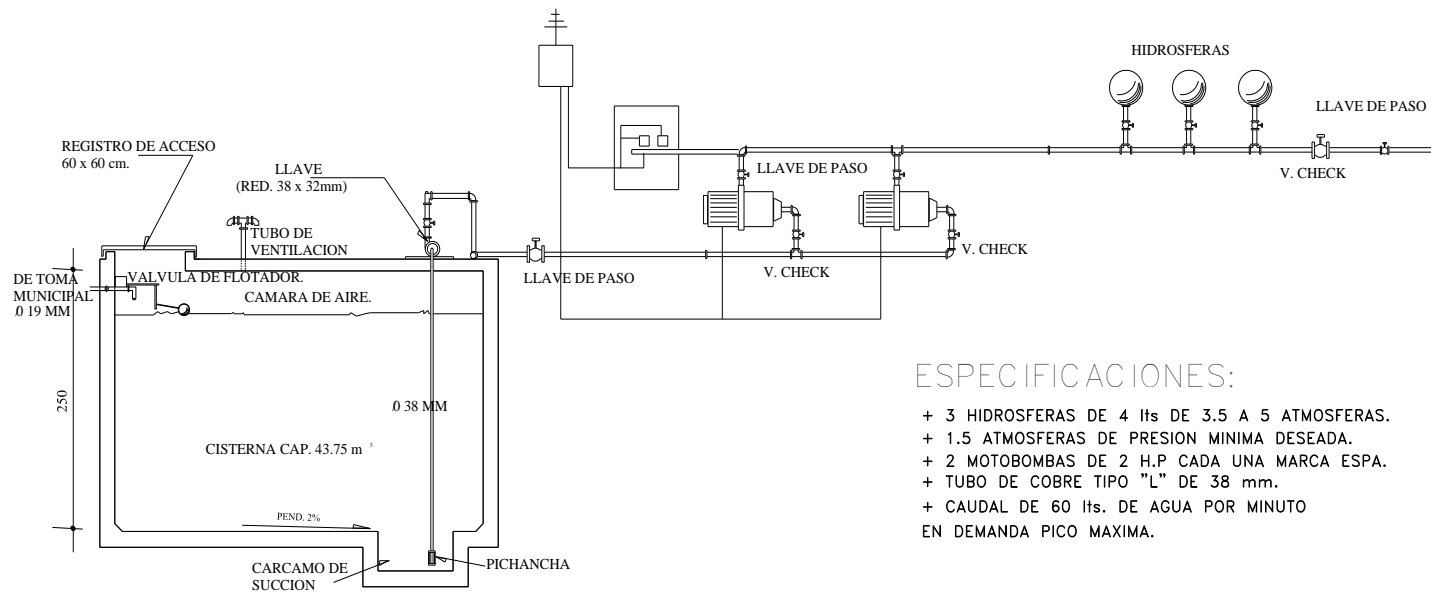 HIDROSFERAS
LLAVE DE PASO
REGISTRO DE ACCESO
60 x 60 cm.
LLAVE
(RED. 38 x 32mm)
LLAVE DE PASO
V. CHECK
TUBO DE
VENTILACION
V. CHECK
V. CHECK
LLAVE DE PASO
DE TOMA
MUNICIPAL
Ø 19 MM
VALVULA DE FLOTADOR.
CAMARA DE AIRE.
250
Ø 38 MM
CISTERNA CAP. 43.75 m ³
PEND. 2%
CARCAMO DE
SUCCION
PICHANCHA
ESPECIFICACIONES:
+ 3 HIDROSFERAS DE 4 lts DE 3.5 A 5 ATMOSFERAS.
+ 1.5 ATMOSFERAS DE PRESION MINIMA DESEADA.
+ 2 MOTOBOMBAS DE 2 H.P CADA UNA MARCA ESPA.
+ TUBO DE COBRE TIPO "L" DE 38 mm.
+ CAUDAL DE 60 lts. DE AGUA POR MINUTO
EN DEMANDA PICO MAXIMA.